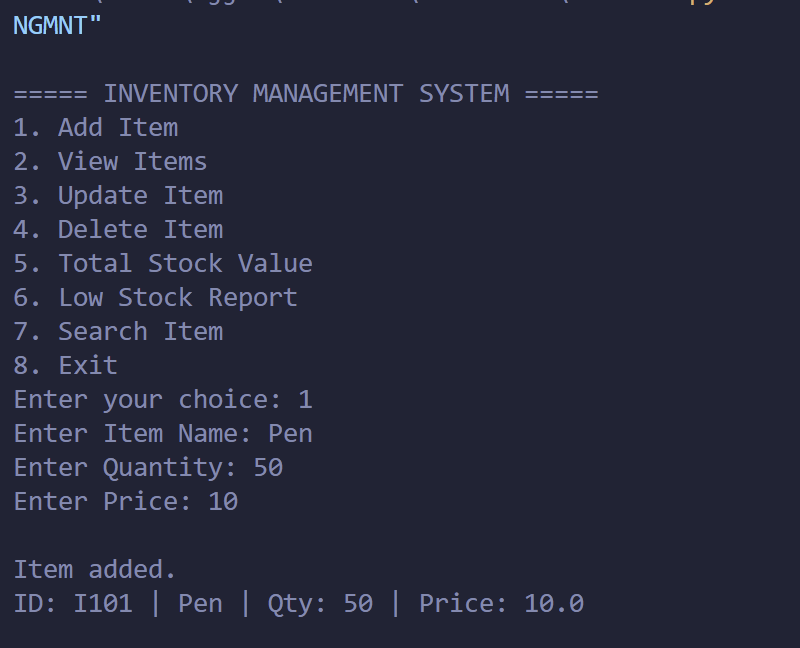 NGMNT"
===== INVENTORY MANAGEMENT SYSTEM =====
1. Add Item
2. View Items
3. Update Item
4. Delete Item
5. Total Stock Value
6. Low Stock Report
7. Search Item
8. Exit
Enter your choice: 1
Enter Item Name: Pen
Enter Quantity: 50
Enter Price: 10
Item added.
ID: I101 | Pen | Qty: 50 | Price: 10.0